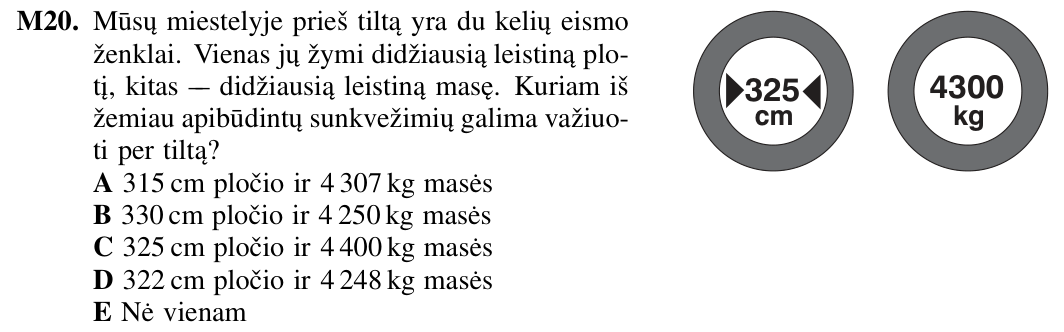 M20. Mūsų miestelyje prieš tiltą yra du kelių eismo
ženklai. Vienas jų žymi didžiausią leistiną plo-
tį, kitas — didžiausią leistiną masę. Kuriam iš
žemiau apibūdintų sunkvežimių galima važiuo-
ti per tiltą?
A 315 cm pločio ir 4 307 kg masės
B 330 cm pločio ir 4 250 kg masės
C 325 cm pločio ir 4 400 kg masės
D 322 cm pločio ir 4 248 kg masės
E Nė vienam
325
cm
4300
kg